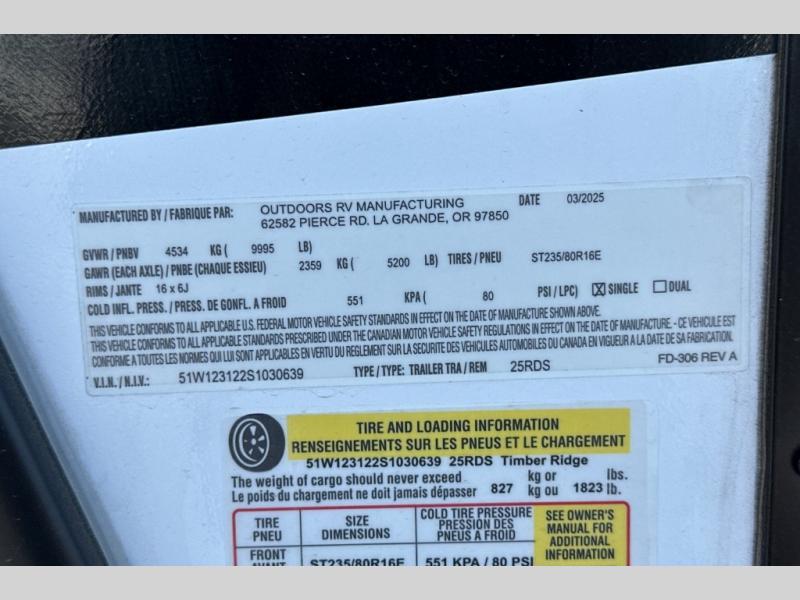 MANUFACTURED BY / FABRIQUE PAR: OUTDOORS RV MANUFACTURING DATE 03/2025
62582 PIERCE RD. LA GRANDE, OR 97850
GVWR / PNBV 4534 KG ( 9995 LB)
GAWR (EACH AXLE) / PNBE (CHAQUE ESSIEU) 2359 KG ( 5200 LB) TIRES / PNEU ST235/80R16E
RIMS / JANTE 16 x 6J
COLD INFL. PRESS. / PRESS. DE GONFL. A FROID 551 KPA ( 80 PSI / LPC) SINGLE DUAL
THIS VEHICLE CONFORMS TO ALL APPLICABLE U.S. FEDERAL MOTOR VEHICLE SAFETY STANDARDS IN EFFECT ON THE DATE OF MANUFACTURE SHOWN ABOVE.
THIS VEHICLE CONFORMS TO ALL APPLICABLE STANDARDS PRESCRIBED UNDER THE CANADIAN MOTOR VEHICLE SAFETY REGULATIONS IN EFFECT ON THE DATE OF MANUFACTURE. - CE VEHICULE EST
CONFORME A TOUTES LES NORMES QUI LUI SONT APPLICABLES EN VERTU DU REGLEMENT SUR LA SECURITE DES VEHICULES AUTOMOBILES DU CANADA EN VIGUEUR A LA DATE DE SA FABRICATION.
V.I.N. / N.I.V.: 51W123122S1030639 TYPE / TYPE: TRAILER TRA / REM 25RDS FD-306 REV A
TIRE AND LOADING INFORMATION
RENSEIGNEMENTS SUR LES PNEUS ET LE CHARGEMENT
51W123122S1030639 25RDS Timber Ridge
The weight of cargo should never exceed kg or lbs.
Le poids du chargement ne doit jamais dépasser 827 kg ou 1823 lb.
TIRE PNEU
SIZE DIMENSIONS
COLD TIRE PRESSURE
PRESSION DES
PNEUS A FROID
SEE OWNER'S
MANUAL FOR
ADDITIONAL
INFORMATION
FRONT
AVANT
ST235/80R16E
551 KPA / 80 PSI